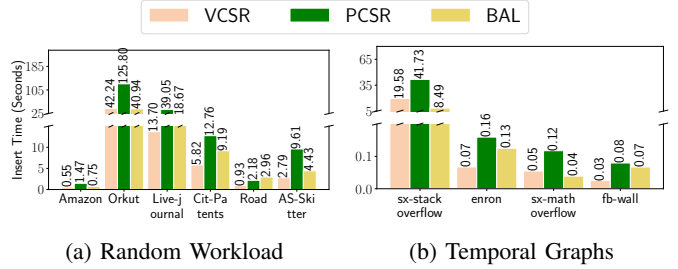 VCSR PCSR BAL
Insert Time (Seconds)
185
105
25
10
5
0
0.55 1.47 0.75
42.24 125.80 40.94
13.70 39.05 18.67
5.82 12.76 9.19
0.93 2.18 2.96
2.79 9.61 4.43
Amazon Orkut Live-j Cit-Pa Road AS-Ski
ournal tents tter
(a) Random Workload
65
35
5
0.1
0.0
19.58 41.73 8.49
0.07 0.16 0.13
0.05 0.12 0.04
0.03 0.08 0.07
sx-stack enron sx-math fb-wall
overflow overflow
(b) Temporal Graphs